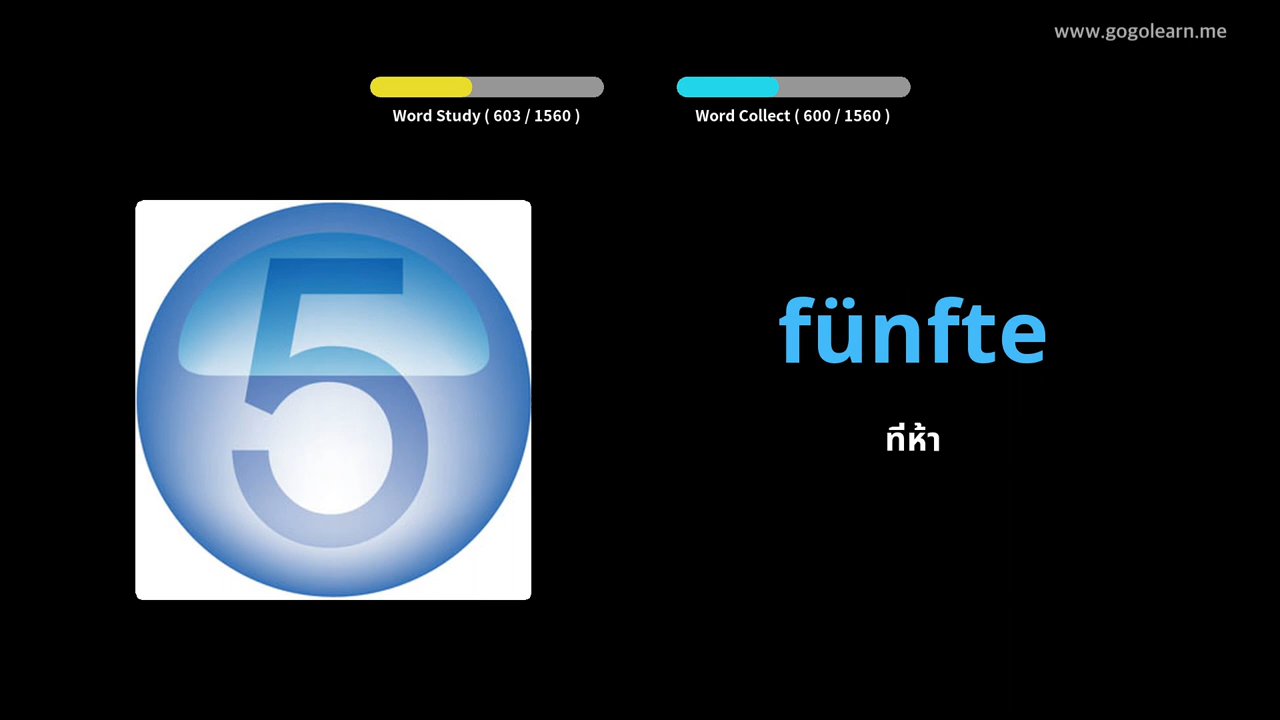 www.gogolearn.me
Word Study ( 603 / 1560 )
Word Collect ( 600 / 1560 )
5
fünfte
ที่ห้า